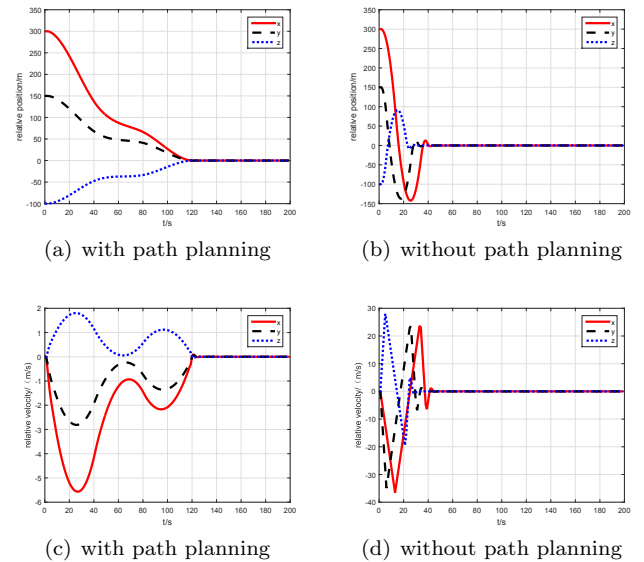 350
300
250
200
150
100
50
0
-50
-100
relative position/m
0 20 40 60 80 100 120 140 160 180 200
t/s
x
y
z
(a) with path planning
350
300
250
200
150
100
50
0
-50
-100
-150
relative position/m
0 20 40 60 80 100 120 140 160 180 200
t/s
x
y
z
(b) without path planning
2
1
0
-1
-2
-3
-4
-5
-6
relative velocity/（m/s)
0 20 40 60 80 100 120 140 160 180 200
t/s
x
y
z
(c) with path planning
30
20
10
0
-10
-20
-30
-40
relative velocity/（m/s)
0 20 40 60 80 100 120 140 160 180 200
t/s
x
y
z
(d) without path planning